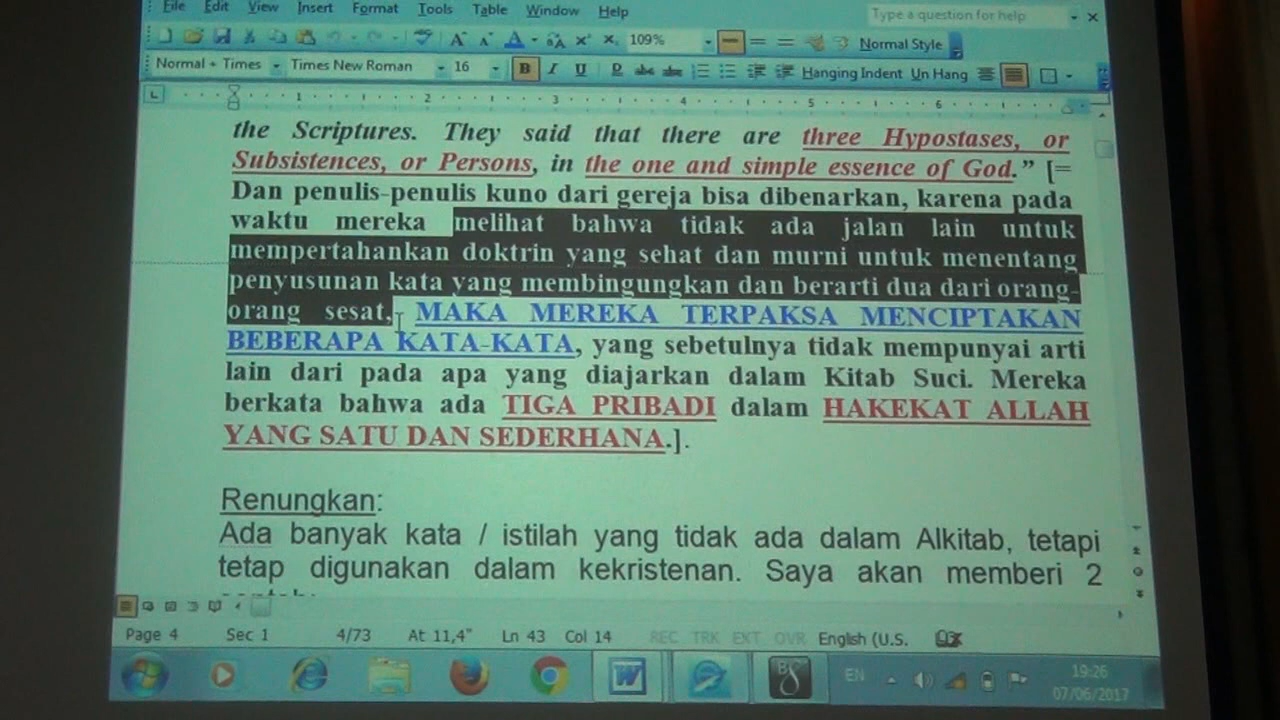 File Edit View Insert Format Tools Table Window Help Type a question for help
109% Normal Style
Normal + Times Times New Roman 16 B I U Hanging Indent Un Hang
1 2 3 4 5 6
the Scriptures. They said that there are three Hypostases, or
Subsistences, or Persons, in the one and simple essence of God.” [=
Dan penulis-penulis kuno dari gereja bisa dibenarkan, karena pada
waktu mereka melihat bahwa tidak ada jalan lain untuk
mempertahankan doktrin yang sehat dan murni untuk menentang
penyusunan kata yang membingungkan dan berarti dua dari orang-
orang sesat, MAKA MEREKA TERPAKSA MENCIPTAKAN
BEBERAPA KATA-KATA, yang sebetulnya tidak mempunyai arti
lain dari pada apa yang diajarkan dalam Kitab Suci. Mereka
berkata bahwa ada TIGA PRIBADI dalam HAKEKAT ALLAH
YANG SATU DAN SEDERHANA.].
Renungkan:
Ada banyak kata / istilah yang tidak ada dalam Alkitab, tetapi
tetap digunakan dalam kekristenan. Saya akan memberi 2
Page 4 Sec 1 4/73 At 11,4" Ln 43 Col 14 REC TRK EXT OVR English (U.S.
EN 19:26
07/06/2017